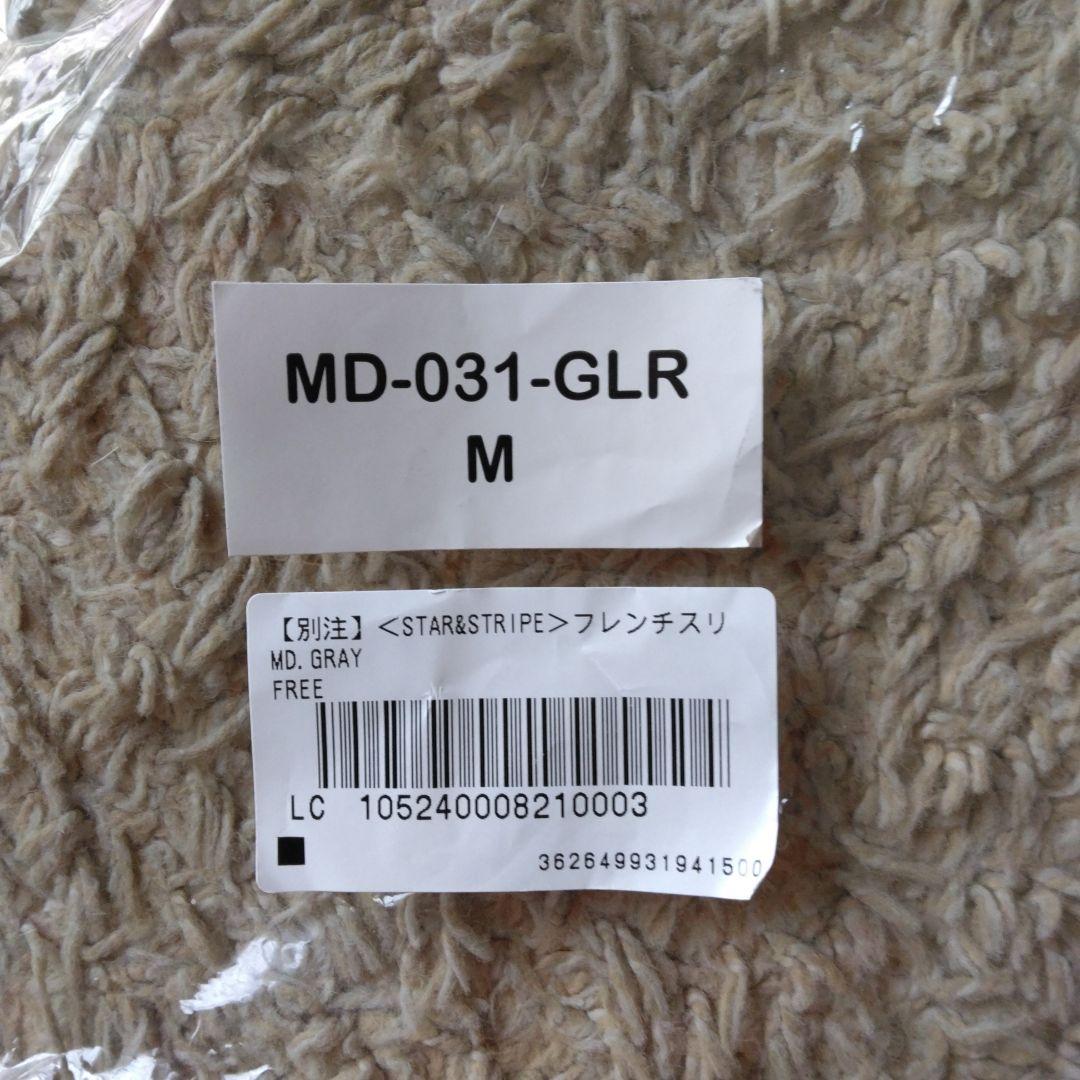 MD-031-GLR
M
【別注】<STAR&STRIPE>フレンチスリ
MD. GRAY
FREE
LC 105240008210003
362649931941500